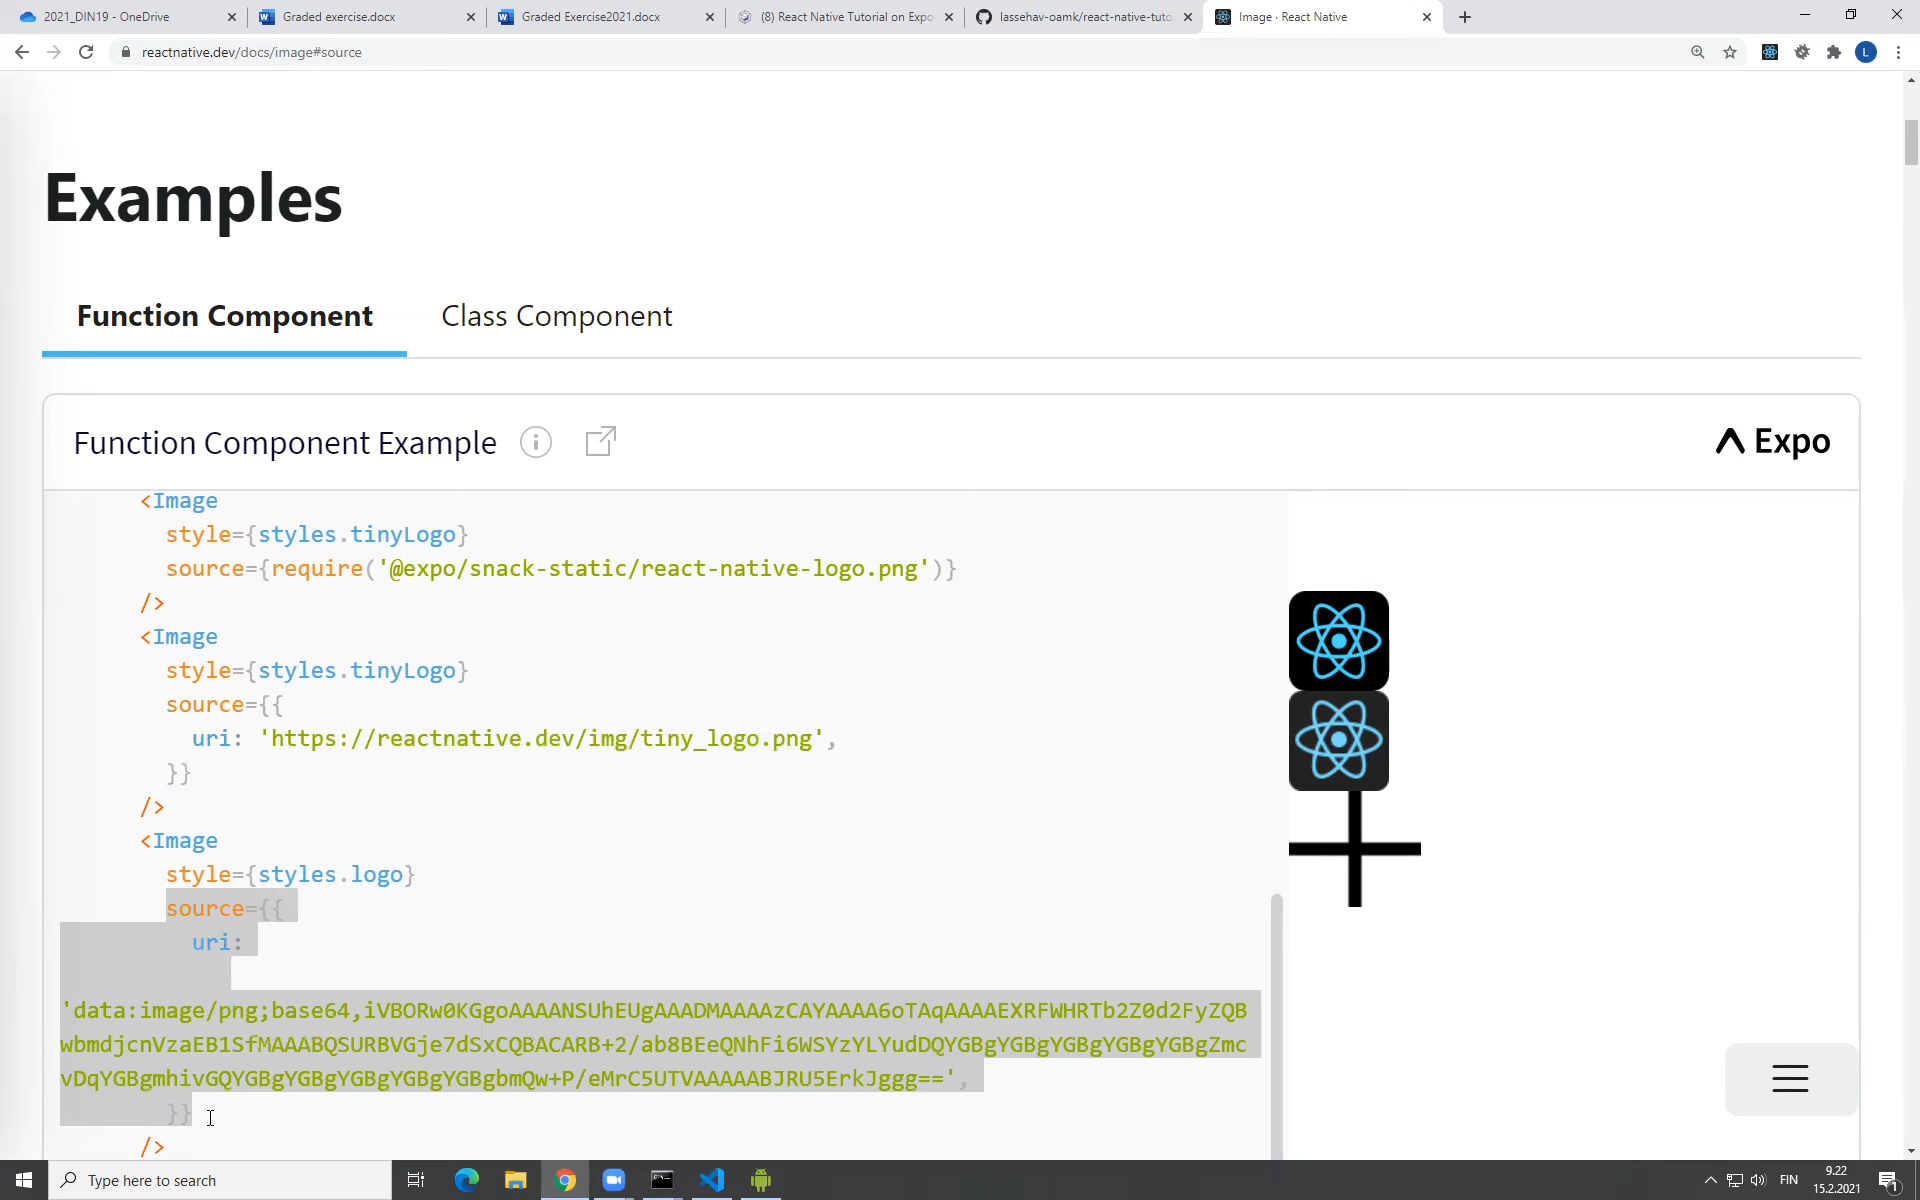 2021_DIN19 - OneDrive
Graded exercise.docx
Graded Exercise2021.docx
(8) React Native Tutorial on Expo
lassehav-oamk/react-native-tuto
Image · React Native
reactnative.dev/docs/image#source
L
Examples
Function Component
Class Component
Function Component Example
Expo
<Image
style={styles.tinyLogo}
source={require('@expo/snack-static/react-native-logo.png')}
/>
<Image
style={styles.tinyLogo}
source={{
uri: 'https://reactnative.dev/img/tiny_logo.png',
}}
/>
<Image
style={styles.logo}
source={{
uri:
'data:image/png;base64,iVBORw0KGgoAAAANSUhEUgAAADMAAAAzCAYAAAA6oTAqAAAAEXRFWHRTb2Z0d2FyZQB
wbmdjcnVzaEB1SfMAAABQSURBVGje7dSxCQBACARB+2/ab8BEeQNhFi6WSYzYLYudDQYGBgYGBgYGBgYGBgYGBgZmc
vDqYGBgmhivGQYGBgYGBgYGBgYGBgYGBgbmQw+P/eMrC5UTVAAAAABJRU5ErkJggg==',
}}
/>
Type here to search
FIN
9.22
15.2.2021
1